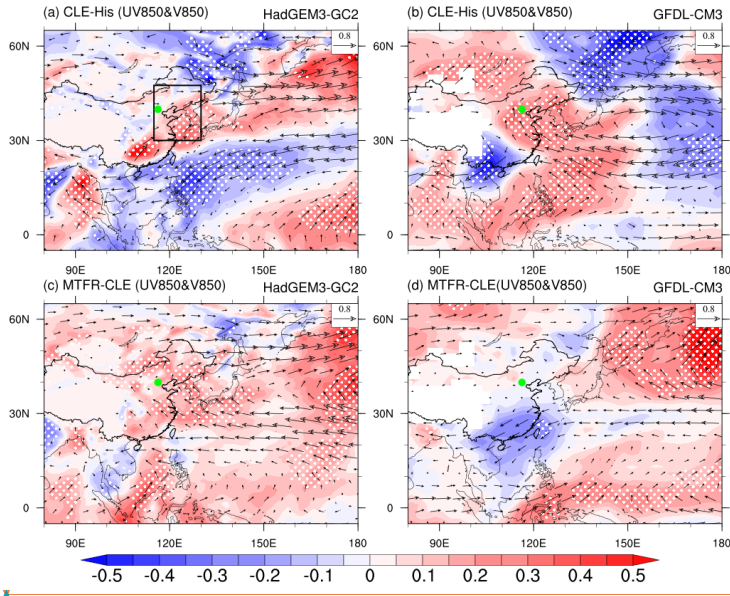 (a) CLE-His (UV850&V850) HadGEM3-GC2
(b) CLE-His (UV850&V850) GFDL-CM3
0.8
0.8
60N
60N
30N
30N
0
0
90E 120E 150E 180
90E 120E 150E 180
(c) MTFR-CLE (UV850&V850) HadGEM3-GC2
(d) MTFR-CLE(UV850&V850) GFDL-CM3
0.8
0.8
60N
60N
30N
30N
0
0
90E 120E 150E 180
90E 120E 150E 180
-0.5 -0.4 -0.3 -0.2 -0.1 0 0.1 0.2 0.3 0.4 0.5